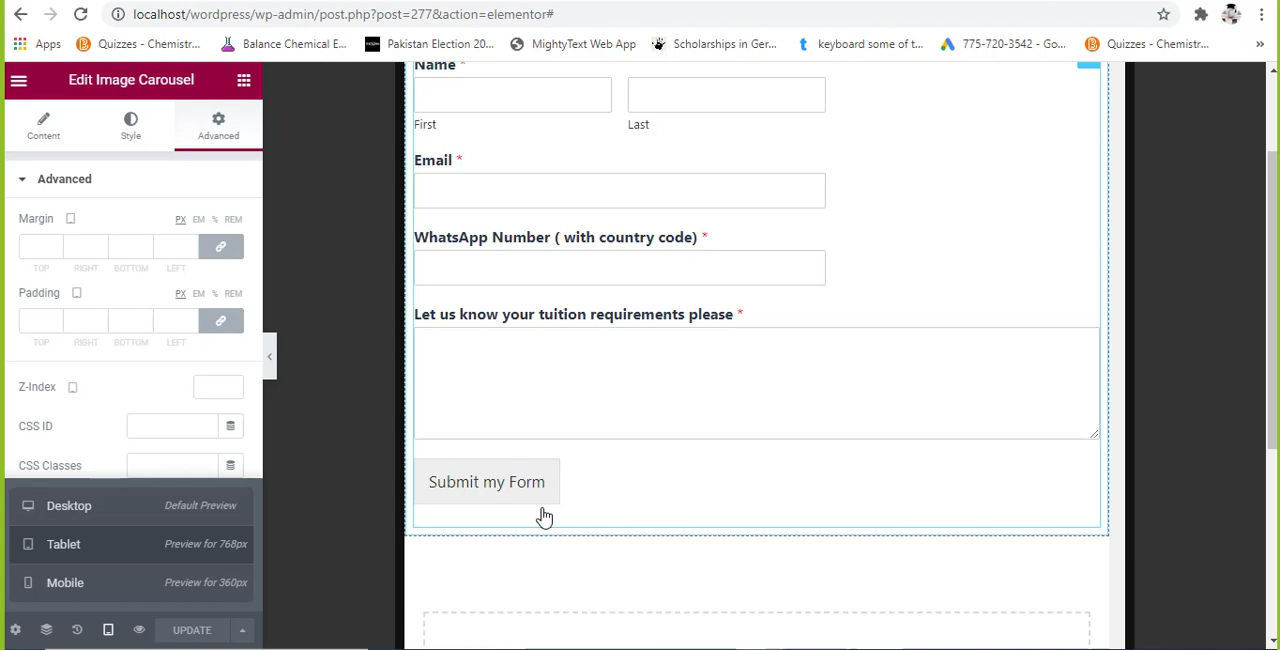 localhost/wordpress/wp-admin/post.php?post=277&action=elementor#
Apps Quizzes - Chemistr... Balance Chemical E... Pakistan Election 20... MightyText Web App Scholarships in Ger... keyboard some of t... 775-720-3542 - Go... Quizzes - Chemistr... »
Edit Image Carousel
Content Style Advanced
Advanced
Margin PX EM % REM
TOP RIGHT BOTTOM LEFT
Padding PX EM % REM
TOP RIGHT BOTTOM LEFT
Z-Index
CSS ID
CSS Classes
Desktop Default Preview
Tablet Preview for 768px
Mobile Preview for 360px
UPDATE
Name *
First Last
Email *
WhatsApp Number ( with country code) *
Let us know your tuition requirements please *
Submit my Form